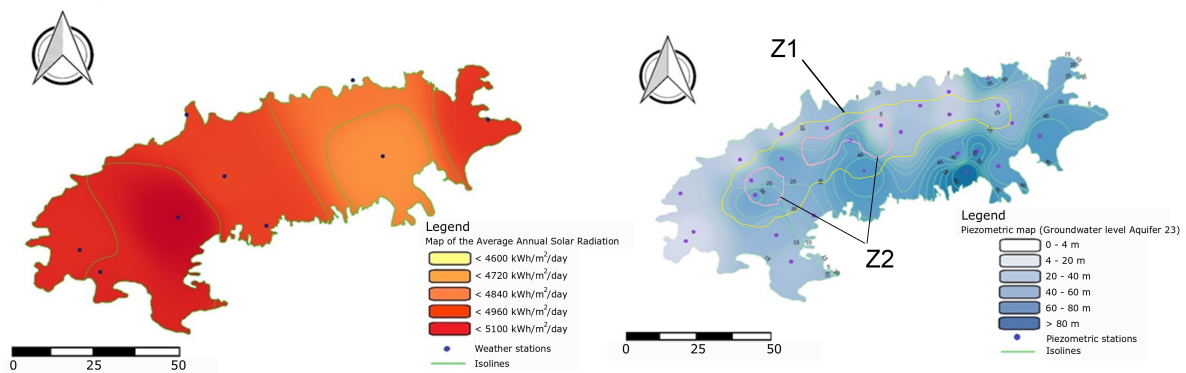 Legend
Map of the Average Annual Solar Radiation
< 4600 kWh/m²/day
< 4720 kWh/m²/day
< 4840 kWh/m²/day
< 4960 kWh/m²/day
< 5100 kWh/m²/day
Weather stations
Isolines
0 25 50
Z1
Z2
Legend
Piezometric map (Groundwater level Aquifer 23)
0 - 4 m
4 - 20 m
20 - 40 m
40 - 60 m
60 - 80 m
> 80 m
Piezometric stations
Isolines
0 25 50